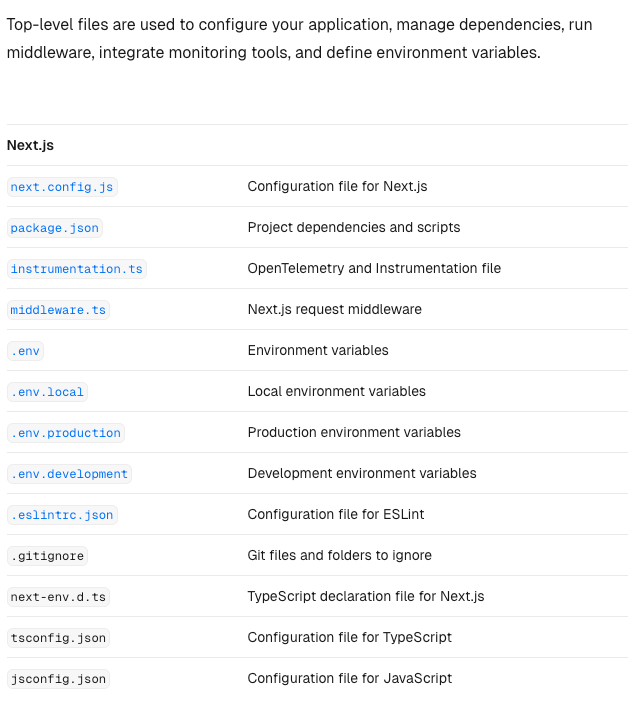 Top-level files are used to configure your application, manage dependencies, run
middleware, integrate monitoring tools, and define environment variables.
Next.js
next.config.js Configuration file for Next.js
package.json Project dependencies and scripts
instrumentation.ts OpenTelemetry and Instrumentation file
middleware.ts Next.js request middleware
.env Environment variables
.env.local Local environment variables
.env.production Production environment variables
.env.development Development environment variables
.eslintrc.json Configuration file for ESLint
.gitignore Git files and folders to ignore
next-env.d.ts TypeScript declaration file for Next.js
tsconfig.json Configuration file for TypeScript
jsconfig.json Configuration file for JavaScript